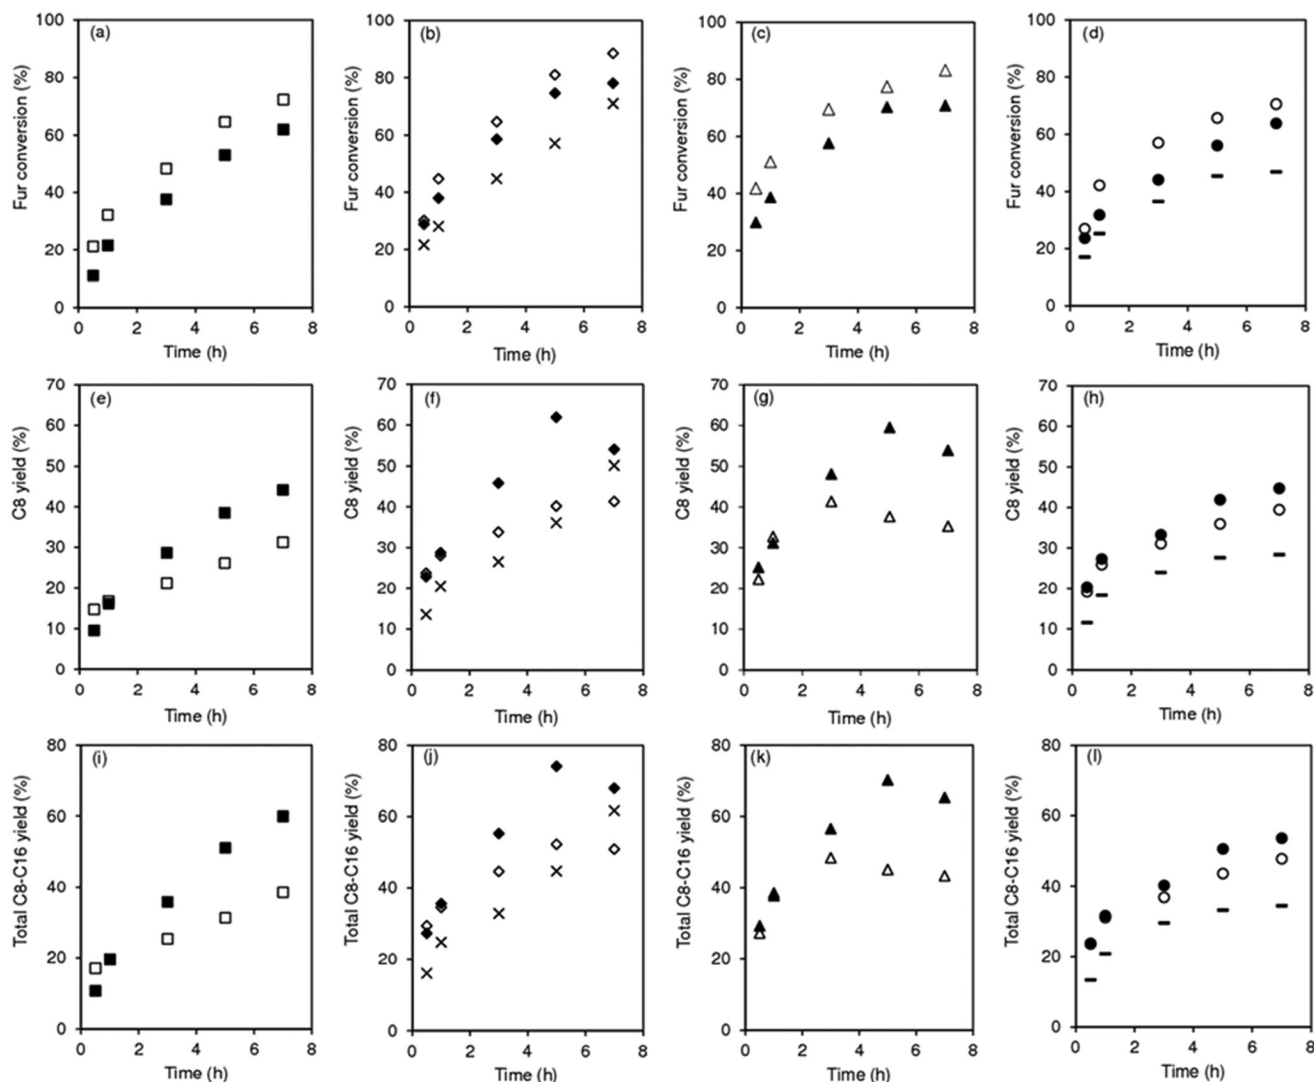 (a)
Fur conversion (%)
100
80
60
40
20
0
0 2 4 6 8
Time (h)
(b)
Fur conversion (%)
100
80
60
40
20
0
0 2 4 6 8
Time (h)
(c)
Fur conversion (%)
100
80
60
40
20
0
0 2 4 6 8
Time (h)
(d)
Fur conversion (%)
100
80
60
40
20
0
0 2 4 6 8
Time (h)
(e)
C8 yield (%)
70
60
50
40
30
20
10
0
0 2 4 6 8
Time (h)
(f)
C8 yield (%)
70
60
50
40
30
20
10
0
0 2 4 6 8
Time (h)
(g)
C8 yield (%)
70
60
50
40
30
20
10
0
0 2 4 6 8
Time (h)
(h)
C8 yield (%)
70
60
50
40
30
20
10
0
0 2 4 6 8
Time (h)
(i)
Total C8-C16 yield (%)
80
60
40
20
0
0 2 4 6 8
Time (h)
(j)
Total C8-C16 yield (%)
80
60
40
20
0
0 2 4 6 8
Time (h)
(k)
Total C8-C16 yield (%)
80
60
40
20
0
0 2 4 6 8
Time (h)
(l)
Total C8-C16 yield (%)
80
60
40
20
0
0 2 4 6 8
Time (h)